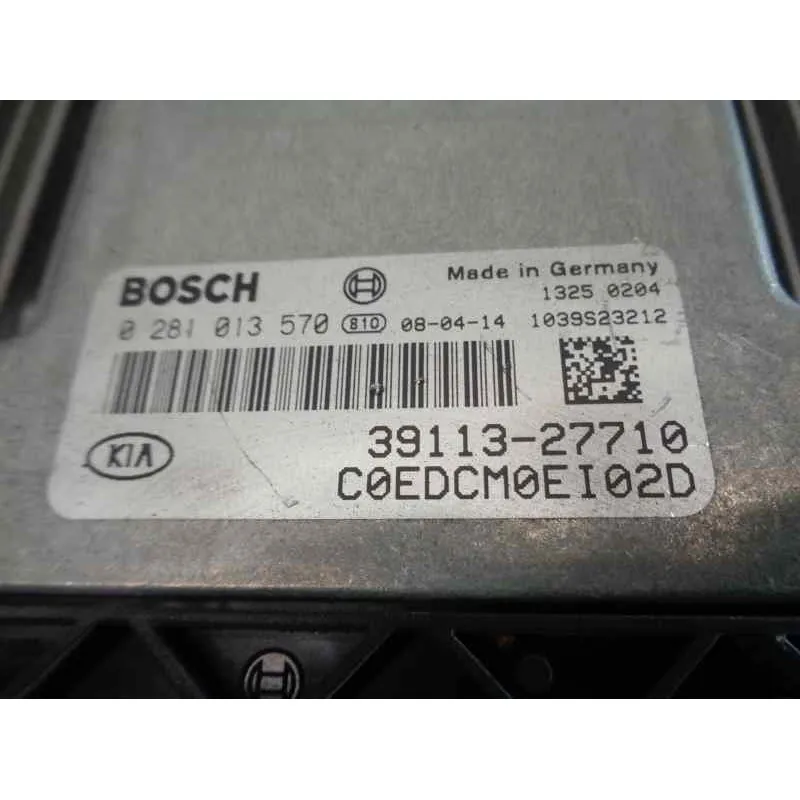 BOSCH
Made in Germany
1325 0204
0 281 013 570 810 08-04-14 1039S23212
39113-27710
KIA
C0EDCM0EI02D